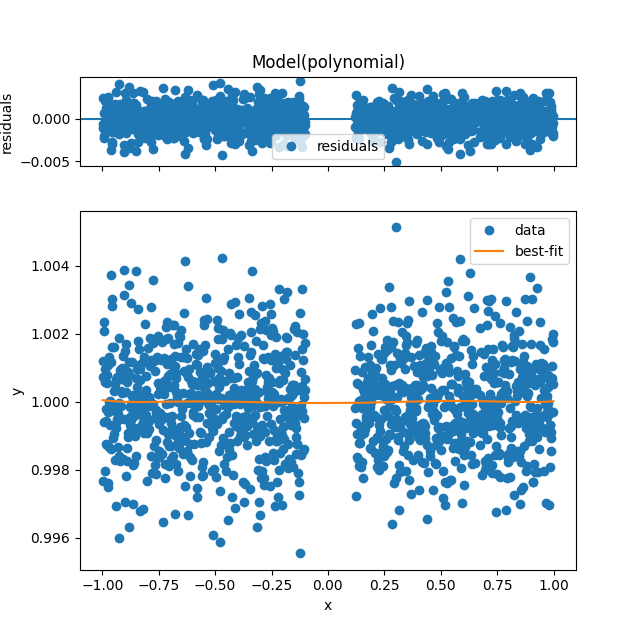 Model(polynomial)
residuals
0.000
−0.005
residuals
data
best-fit
y
1.004
1.002
1.000
0.998
0.996
−1.00 −0.75 −0.50 −0.25 0.00 0.25 0.50 0.75 1.00
x